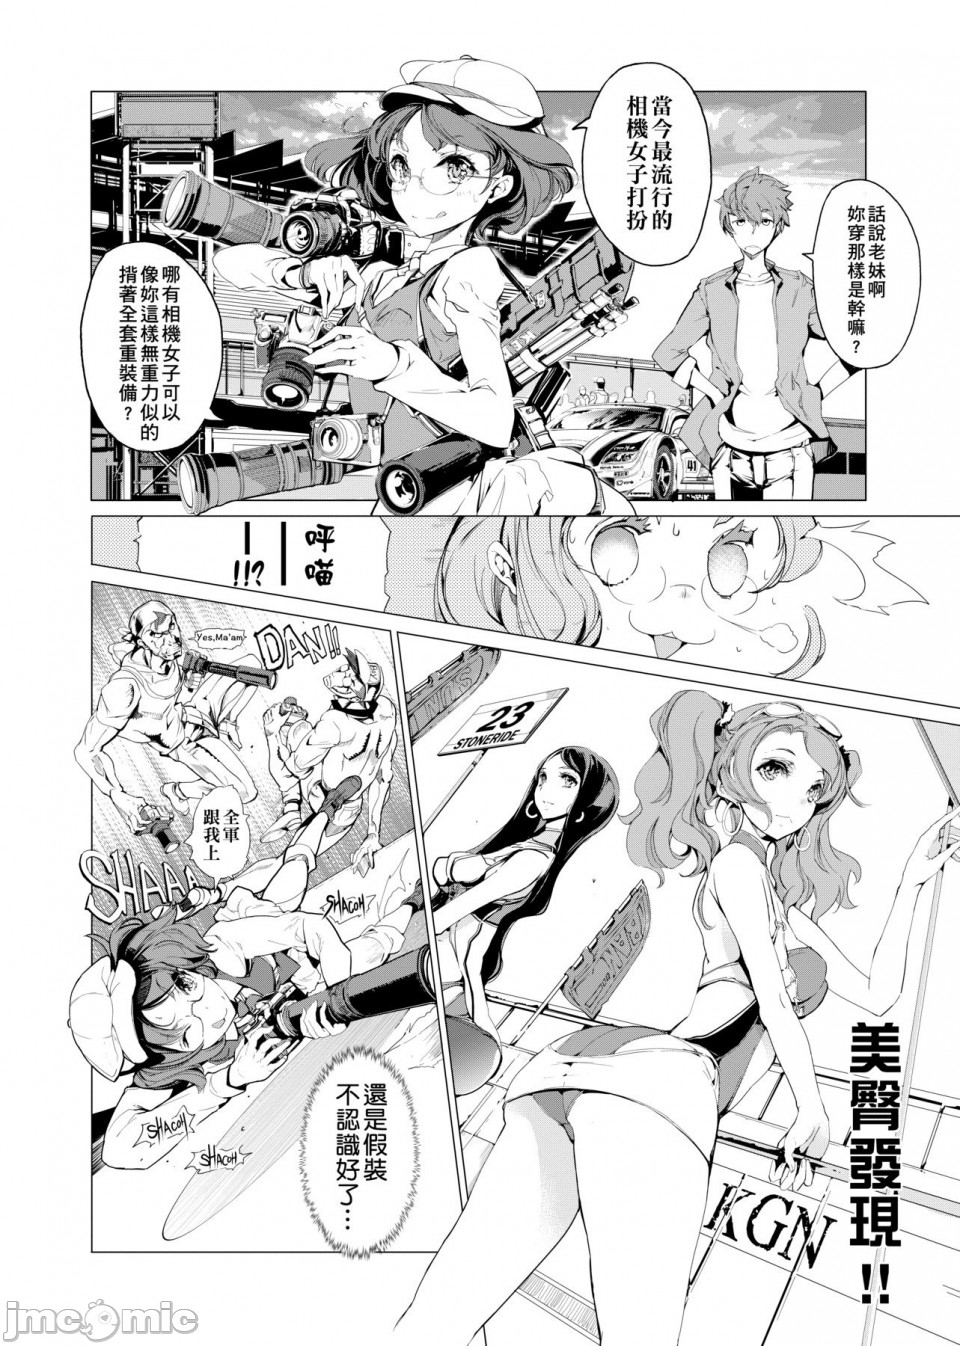 話說老妹啊
妳穿那樣是幹嘛？
當今最流行的
相機女子打扮
哪有相機女子可以
像妳這樣無重力似的
揹著全套重裝備？
41
呼喵
——!!?
Yes,Ma'am
DAN!!
全軍
跟我上
SHAAA
SHACOH
SHACOH
SHACOH
還是假裝
不認識好了…
23
STONERIDE
美臀發現!!
KGN
jmcomic